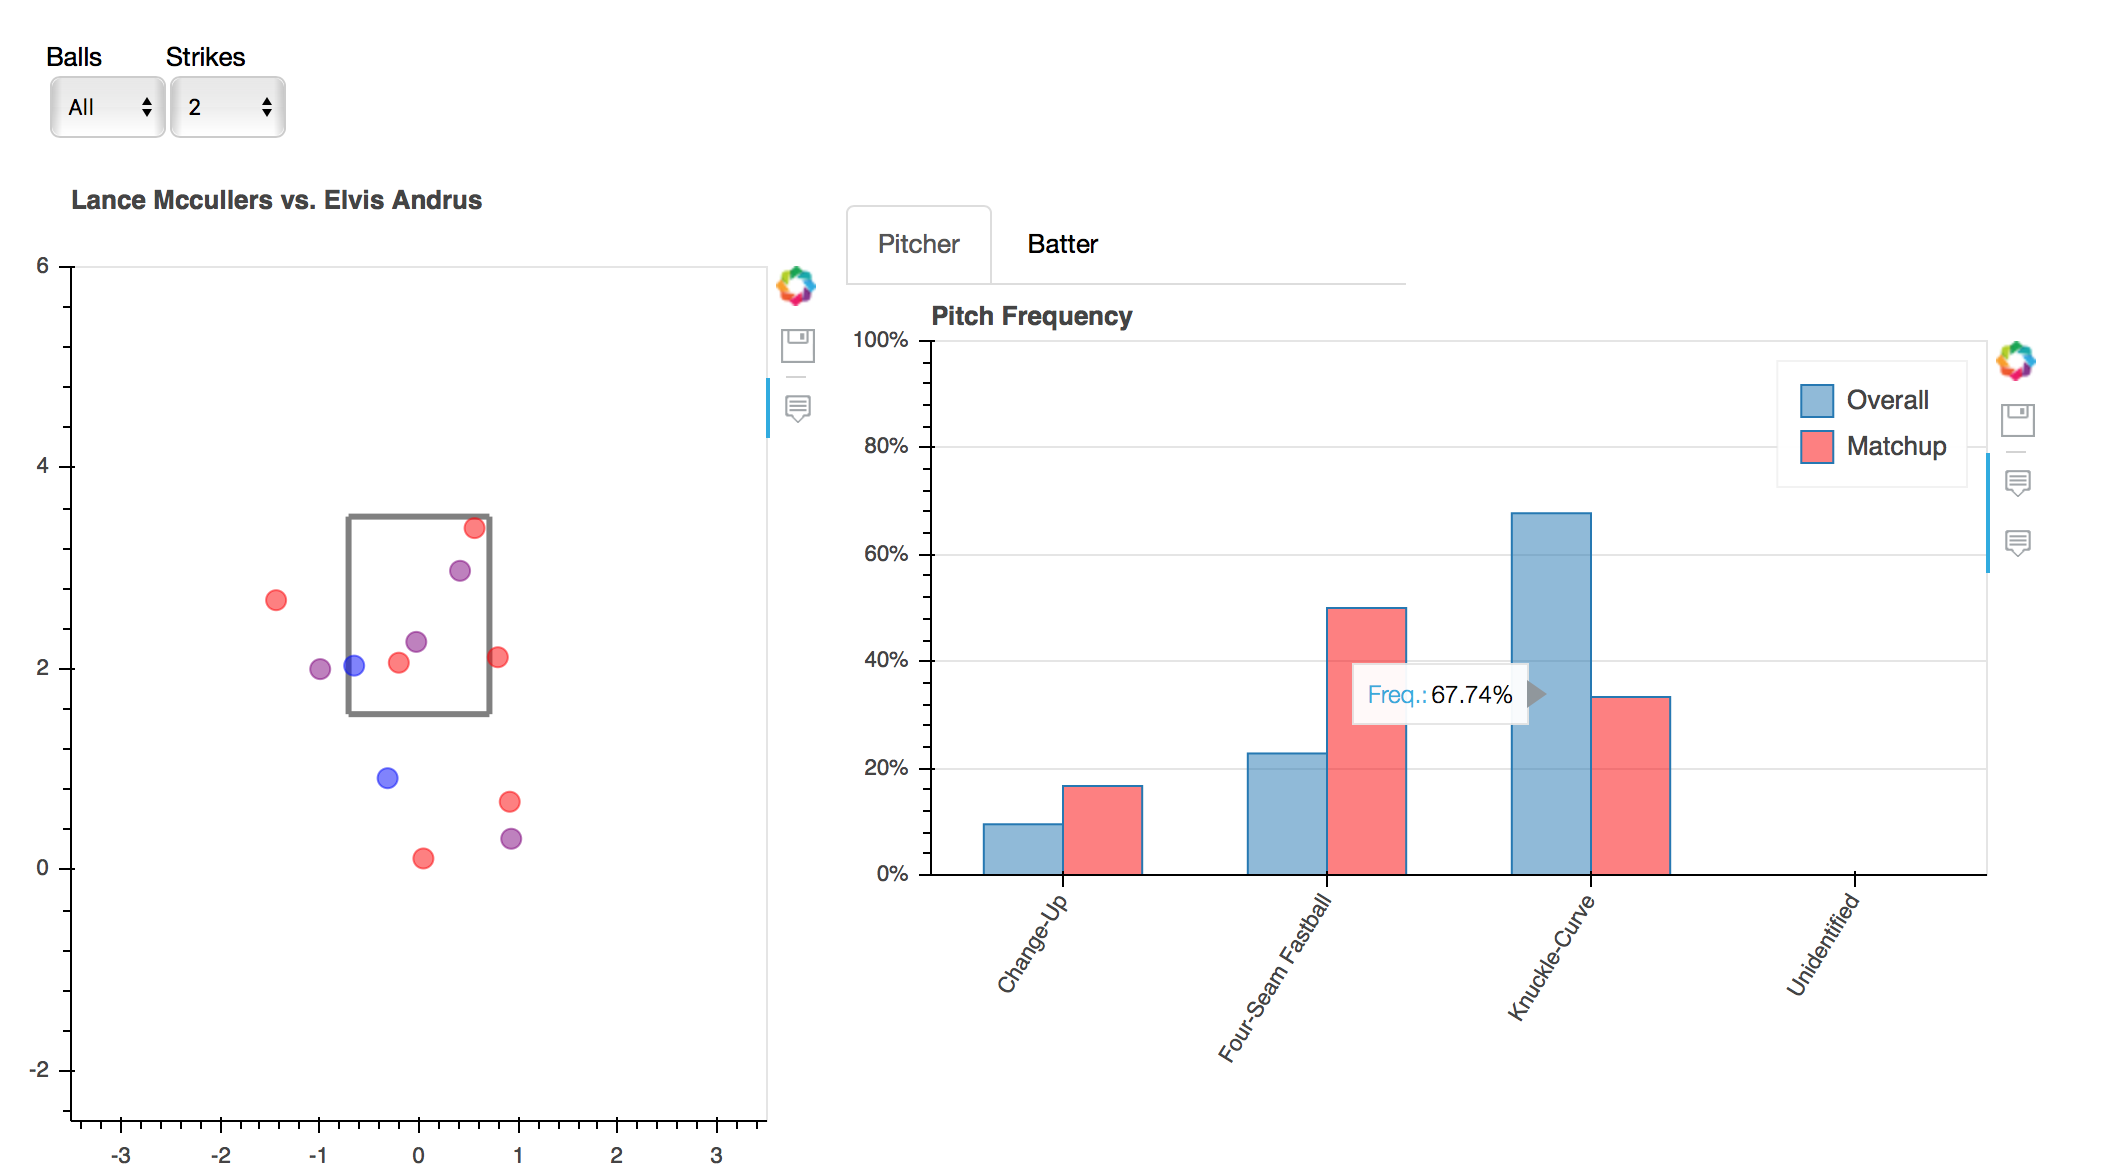 Balls Strikes
All 2
Lance Mccullers vs. Elvis Andrus
6
4
2
0
-2
-3 -2 -1 0 1 2 3
Pitcher Batter
Pitch Frequency
100%
80%
60%
40%
20%
0%
Overall
Matchup
Freq.: 67.74%
Change-Up
Four-Seam Fastball
Knuckle-Curve
Unidentified